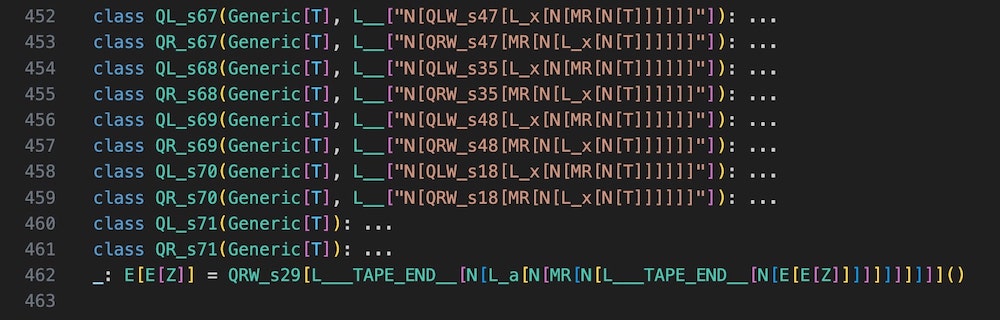 452 class QL_s67(Generic[T], L__["N[QLW_s47[L_x[N[MR[N[T]]]]]]"]): ...
453 class QR_s67(Generic[T], L__["N[QRW_s47[MR[N[L_x[N[T]]]]]]"]): ...
454 class QL_s68(Generic[T], L__["N[QLW_s35[L_x[N[MR[N[T]]]]]]"]): ...
455 class QR_s68(Generic[T], L__["N[QRW_s35[MR[N[L_x[N[T]]]]]]"]): ...
456 class QL_s69(Generic[T], L__["N[QLW_s48[L_x[N[MR[N[T]]]]]]"]): ...
457 class QR_s69(Generic[T], L__["N[QRW_s48[MR[N[L_x[N[T]]]]]]"]): ...
458 class QL_s70(Generic[T], L__["N[QLW_s18[L_x[N[MR[N[T]]]]]]"]): ...
459 class QR_s70(Generic[T], L__["N[QRW_s18[MR[N[L_x[N[T]]]]]]"]): ...
460 class QL_s71(Generic[T]): ...
461 class QR_s71(Generic[T]): ...
462 _: E[E[Z]] = QRW_s29[L___TAPE_END__[N[L_a[N[MR[N[L___TAPE_END__[N[E[E[Z]]]]]]]]]]]()
463